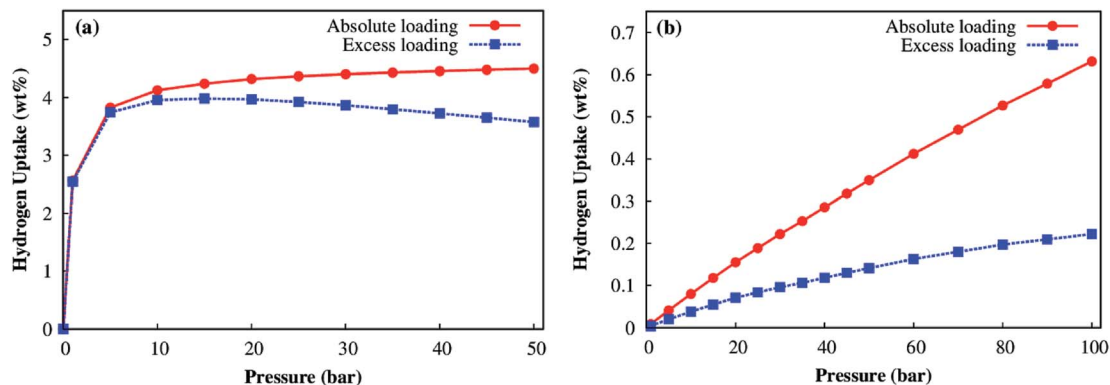 (a)
Absolute loading
Excess loading
Hydrogen Uptake (wt%)
5
4
3
2
1
0
0 10 20 30 40 50
Pressure (bar)
(b)
Absolute loading
Excess loading
Hydrogen Uptake (wt%)
0.7
0.6
0.5
0.4
0.3
0.2
0.1
0
0 20 40 60 80 100
Pressure (bar)